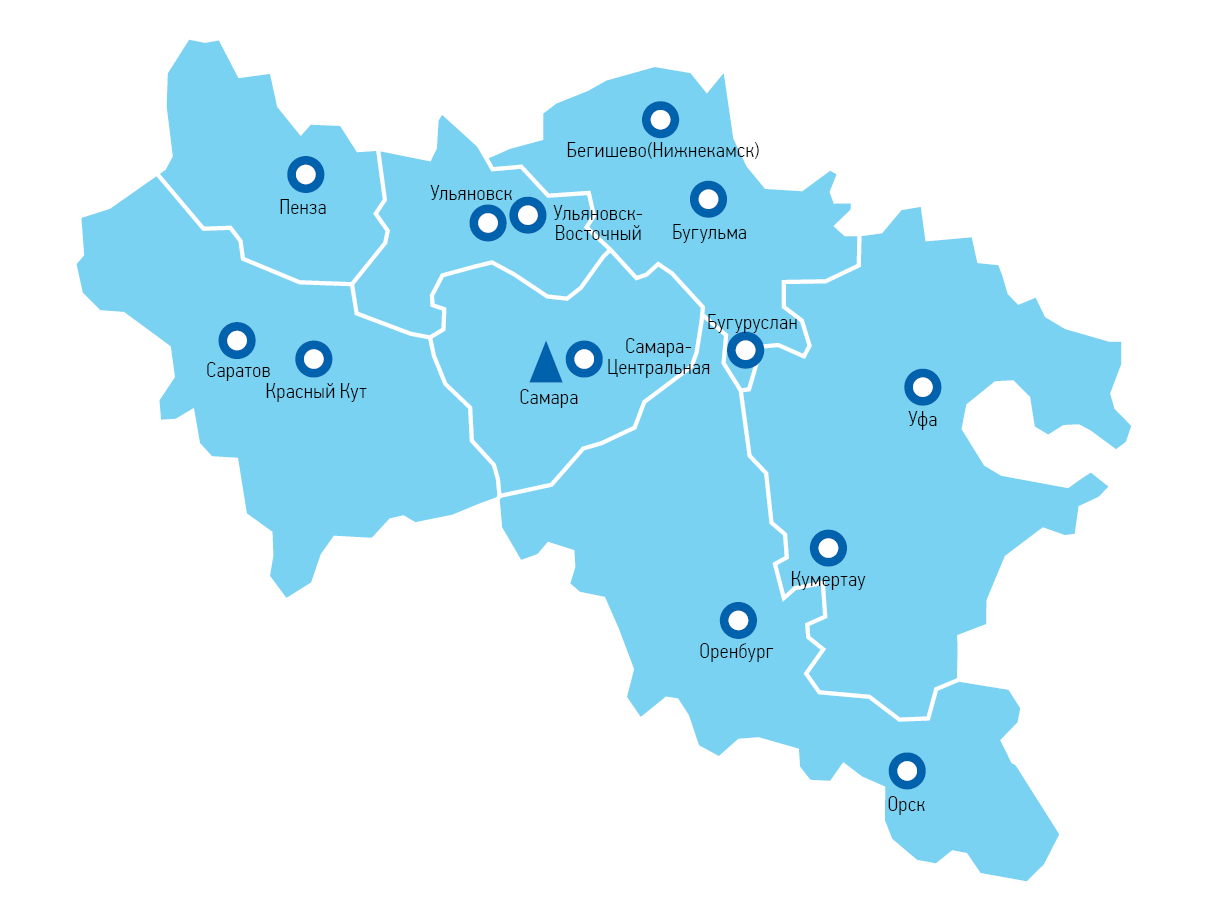 Бегишево(Нижнекамск)
Ульяновск
Пенза
Ульяновск-
Восточный
Бугульма
Бугуруслан
Самара-
Центральная
Саратов
Красный Кут
Самара
Уфа
Кумертау
Оренбург
Орск